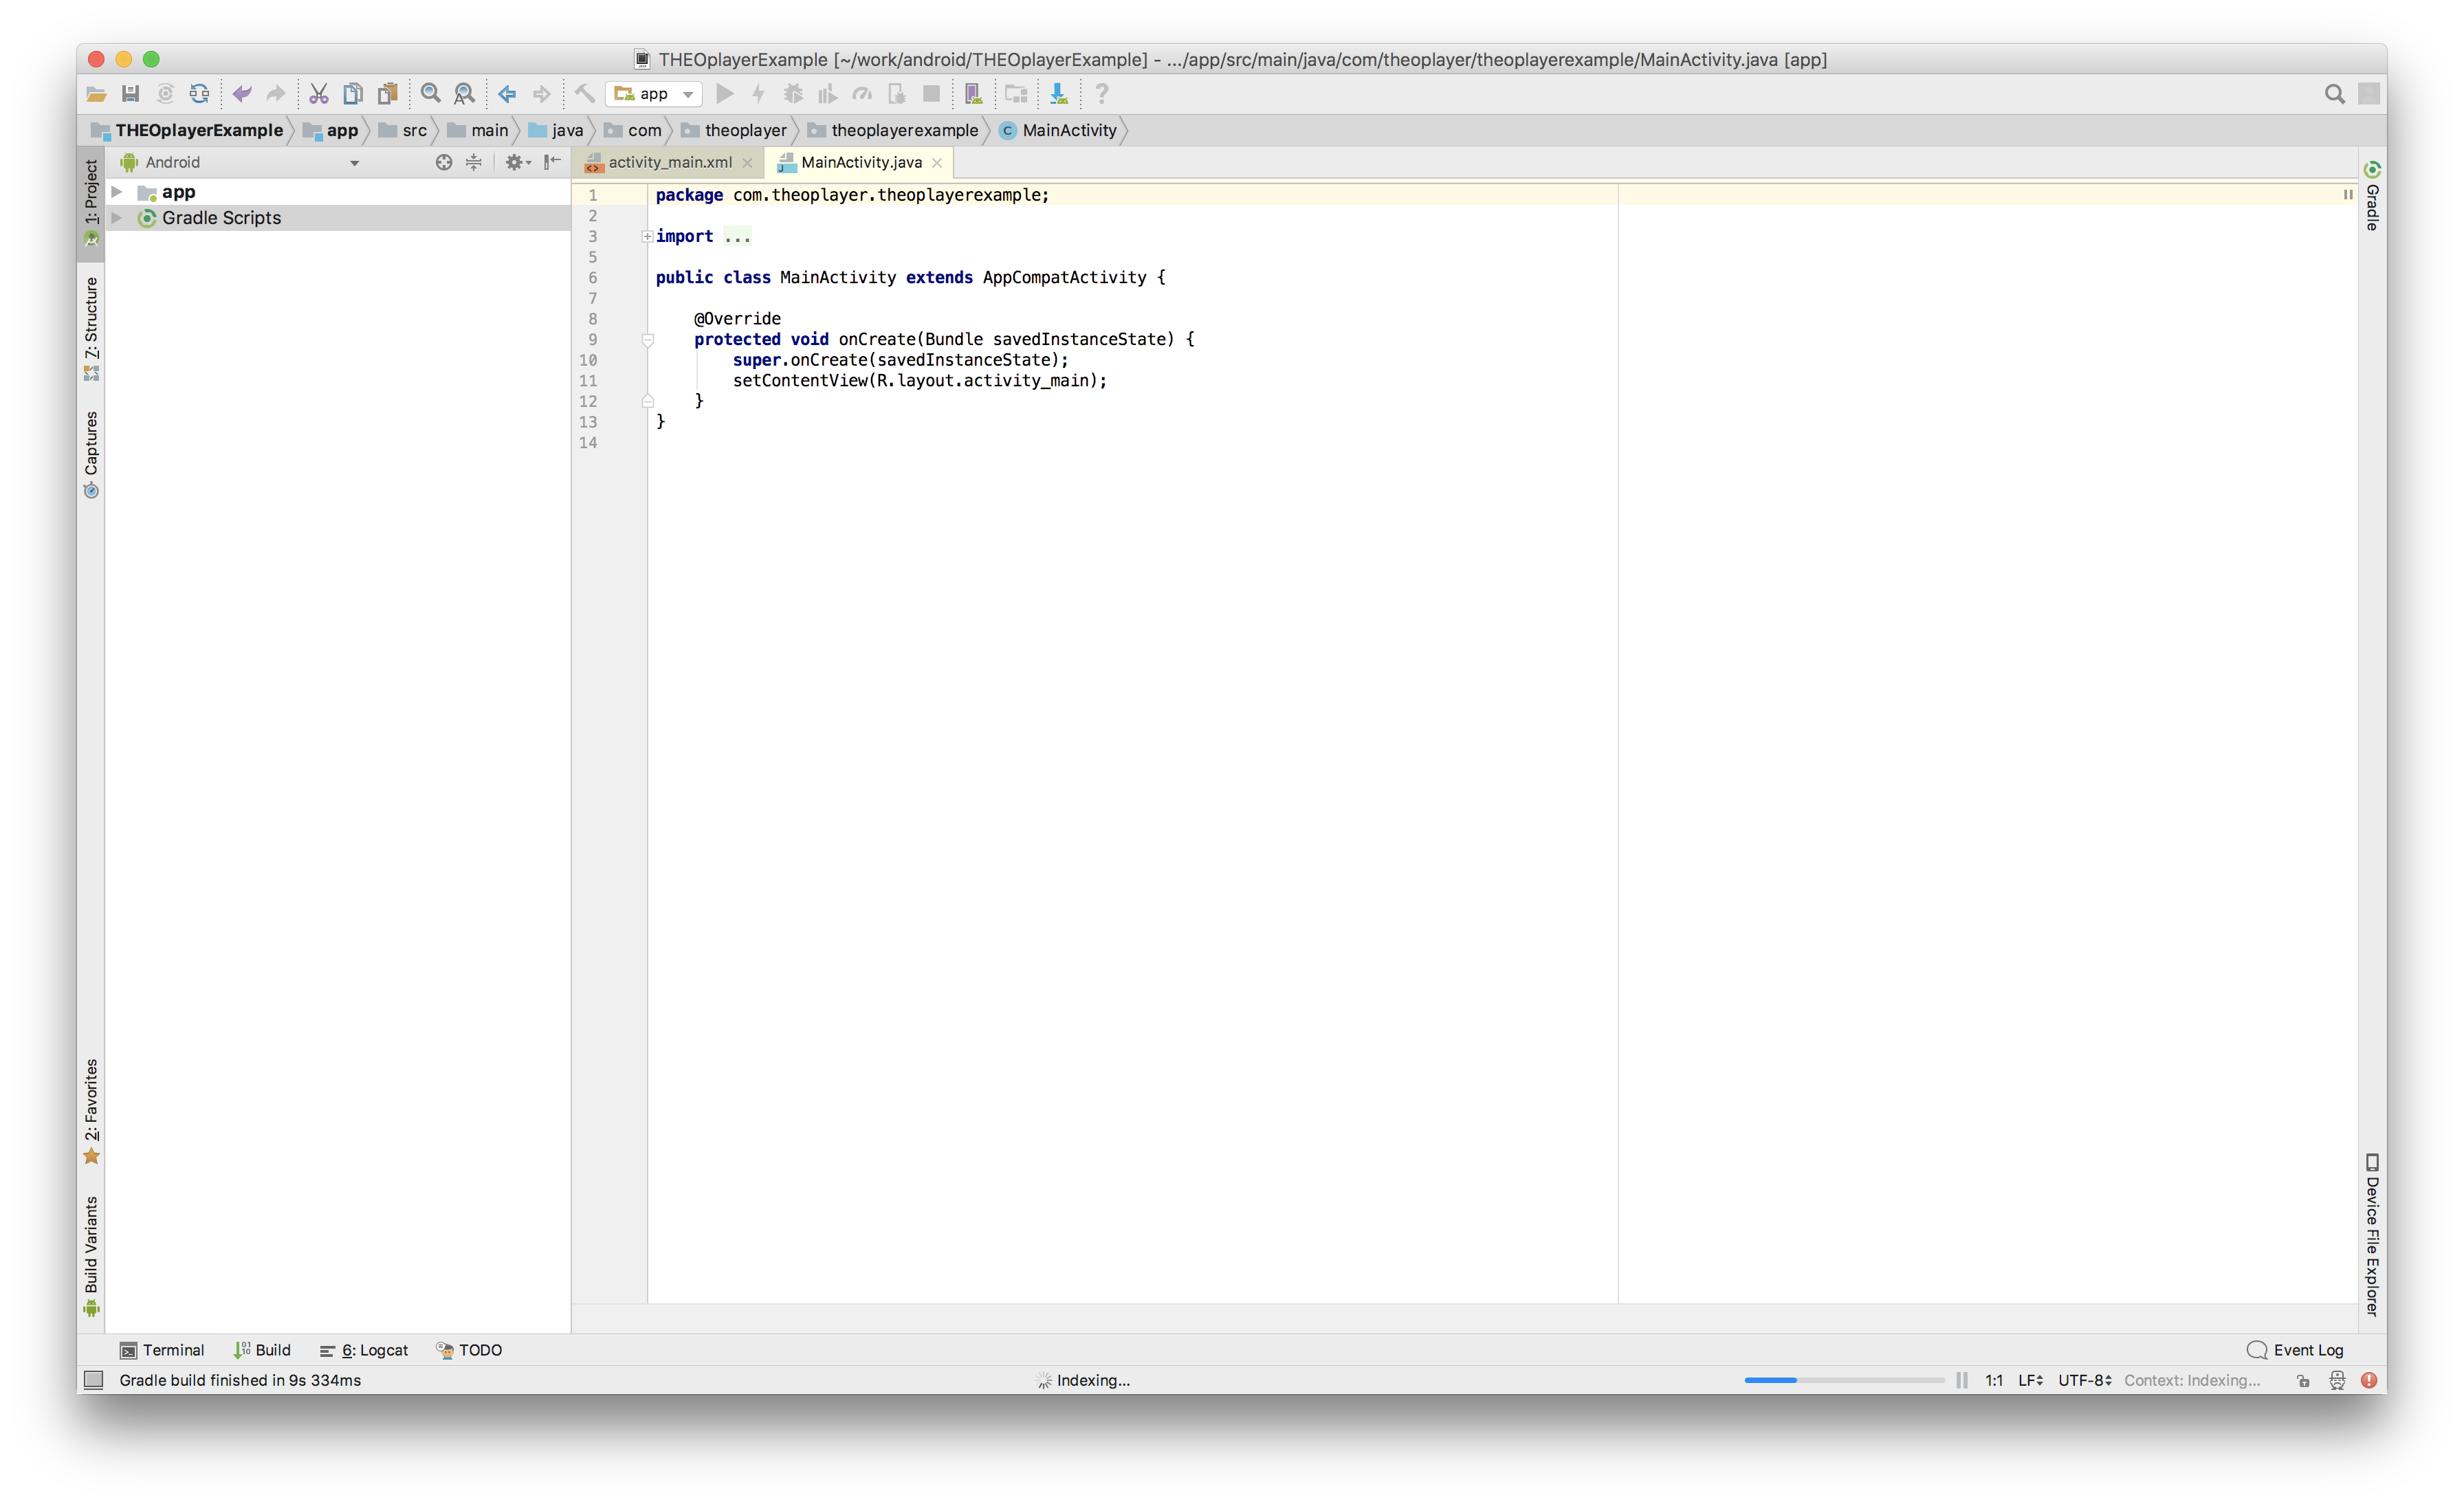 THEOplayerExample [~/work/android/THEOplayerExample] - .../app/src/main/java/com/theoplayer/theoplayerexample/MainActivity.java [app]
app
THEOplayerExample app src main java com theoplayer theoplayerexample C MainActivity
Android
activity_main.xml
MainActivity.java
app
Gradle Scripts
1: Project
7: Structure
Captures
2: Favorites
Build Variants
1 package com.theoplayer.theoplayerexample;
2
3 import ...
5
6 public class MainActivity extends AppCompatActivity {
7
8 @Override
9 protected void onCreate(Bundle savedInstanceState) {
10 super.onCreate(savedInstanceState);
11 setContentView(R.layout.activity_main);
12 }
13 }
14
Gradle
Device File Explorer
Terminal Build 6: Logcat TODO Event Log
Gradle build finished in 9s 334ms Indexing... 1:1 LF UTF-8 Context: Indexing...